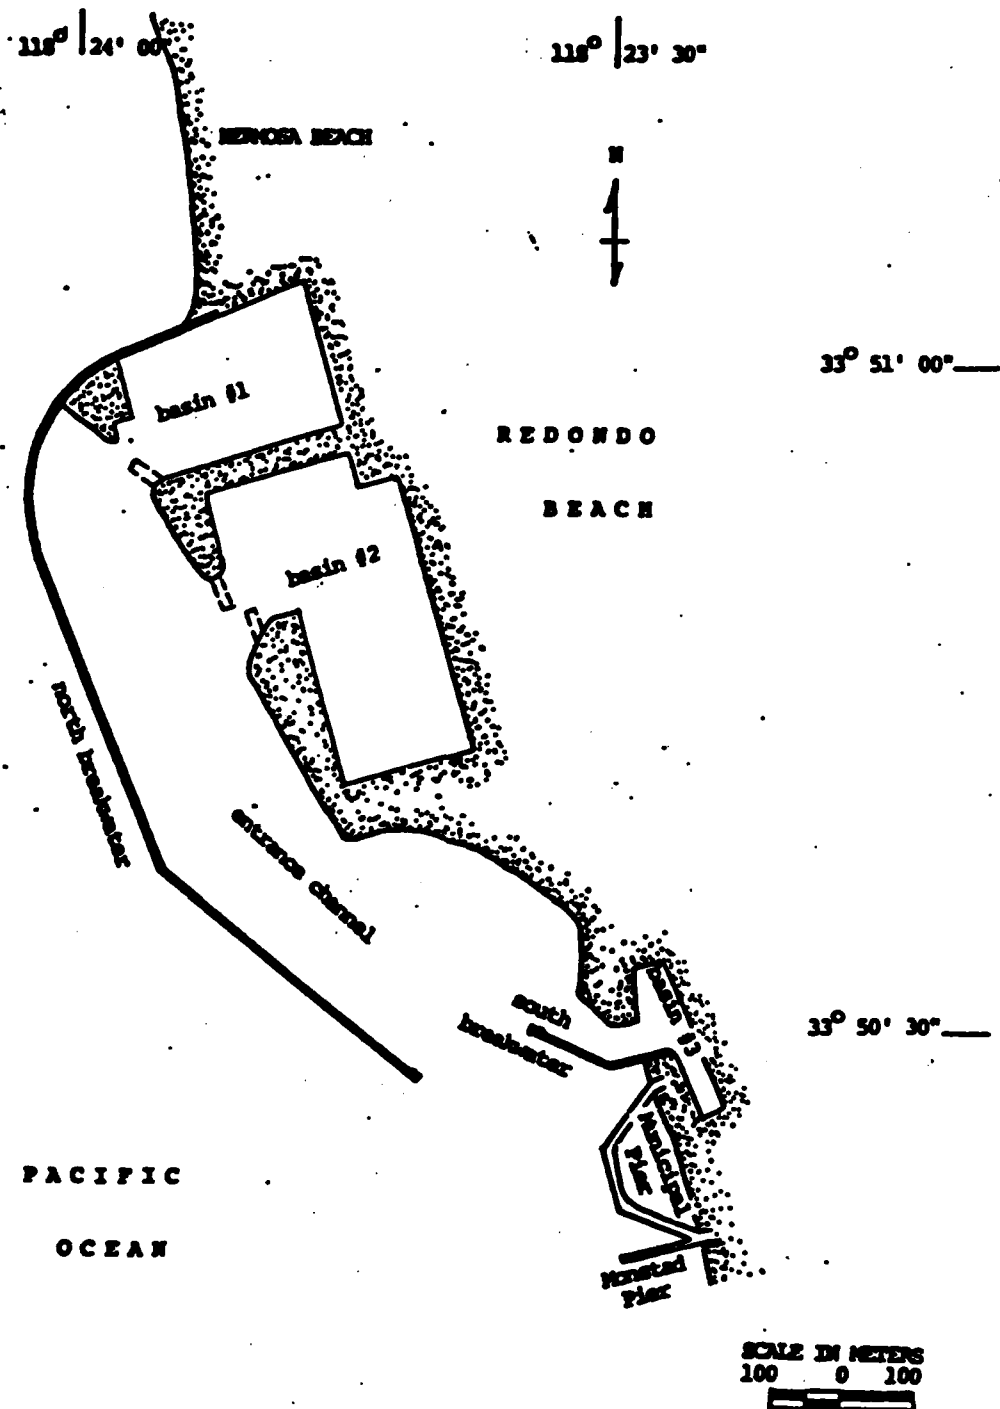 118° 24' 00"
118° 23' 30"
HERMOSA BEACH
N
33° 51' 00"
basin #1
REDONDO
BEACH
basin #2
north breakwater
entrance channel
basin #3
south
breakwater
33° 50' 30"
Municipal
Pier
PACIFIC
OCEAN
Monstad
Pier
SCALE IN METERS
100 0 100